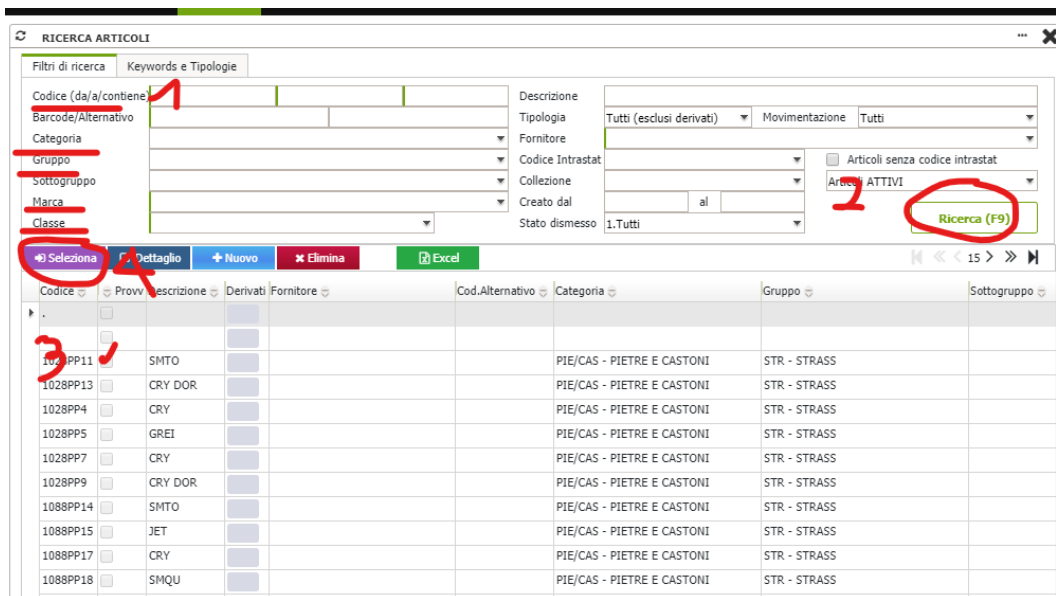 RICERCA ARTICOLI ...
Filtri di ricerca Keywords e Tipologie
1
Codice (da/a/contiene) Descrizione
Barcode/Alternativo Tipologia Tutti (esclusi derivati) Movimentazione Tutti
Categoria Fornitore
Gruppo Codice Intrastat Articoli senza codice intrastat
Sottogruppo Collezione Articoli ATTIVI
2
Marca Creato dal al Ricerca (F9)
Classe Stato dismesso 1.Tutti
Seleziona Dettaglio + Nuovo Elimina Excel 15
4
Codice Provv Descrizione Derivati Fornitore Cod.Alternativo Categoria Gruppo Sottogruppo
.
3
1028PP11 SMTO PIE/CAS - PIETRE E CASTONI STR - STRASS
1028PP13 CRY DOR PIE/CAS - PIETRE E CASTONI STR - STRASS
1028PP4 CRY PIE/CAS - PIETRE E CASTONI STR - STRASS
1028PP5 GREI PIE/CAS - PIETRE E CASTONI STR - STRASS
1028PP7 CRY PIE/CAS - PIETRE E CASTONI STR - STRASS
1028PP9 CRY DOR PIE/CAS - PIETRE E CASTONI STR - STRASS
1088PP14 SMTO PIE/CAS - PIETRE E CASTONI STR - STRASS
1088PP15 JET PIE/CAS - PIETRE E CASTONI STR - STRASS
1088PP17 CRY PIE/CAS - PIETRE E CASTONI STR - STRASS
1088PP18 SMQU PIE/CAS - PIETRE E CASTONI STR - STRASS